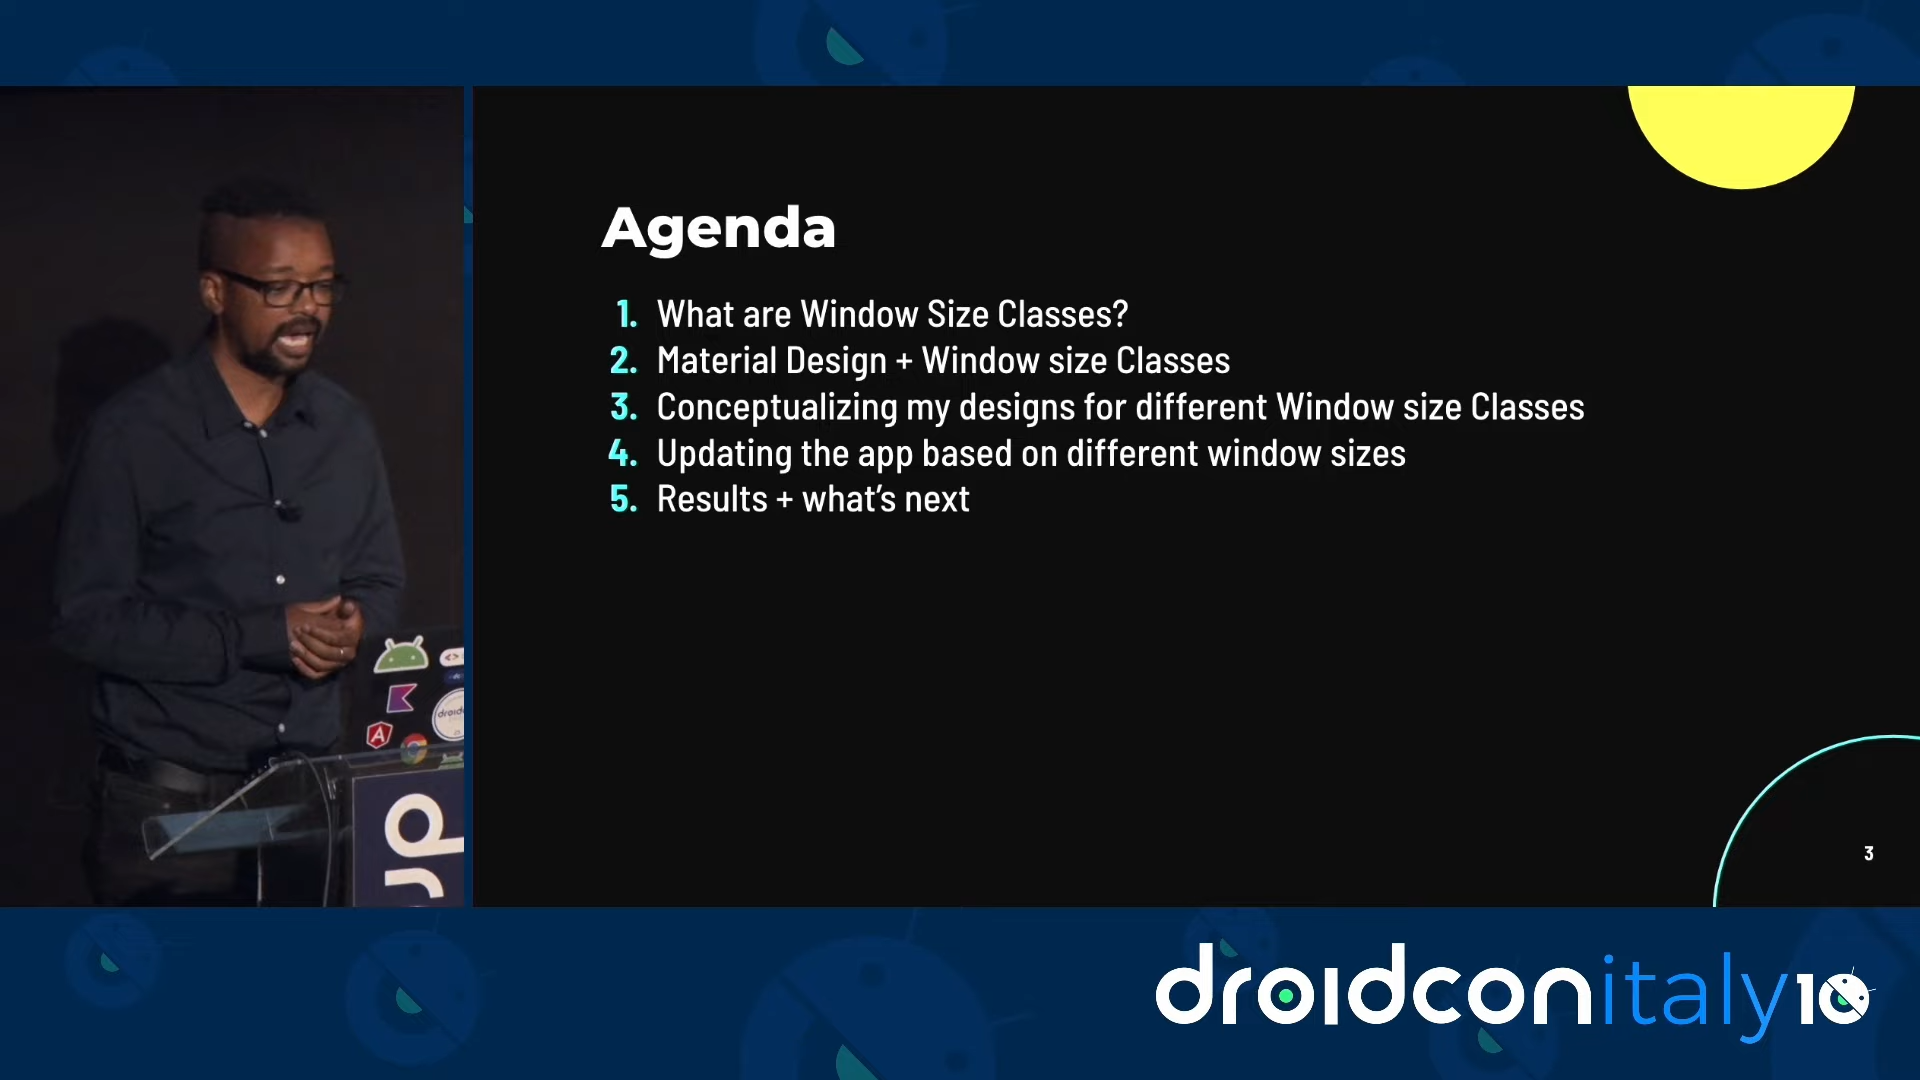 Agenda
1. What are Window Size Classes?
2. Material Design + Window size Classes
3. Conceptualizing my designs for different Window size Classes
4. Updating the app based on different window sizes
5. Results + what's next
3
droidconitaly10